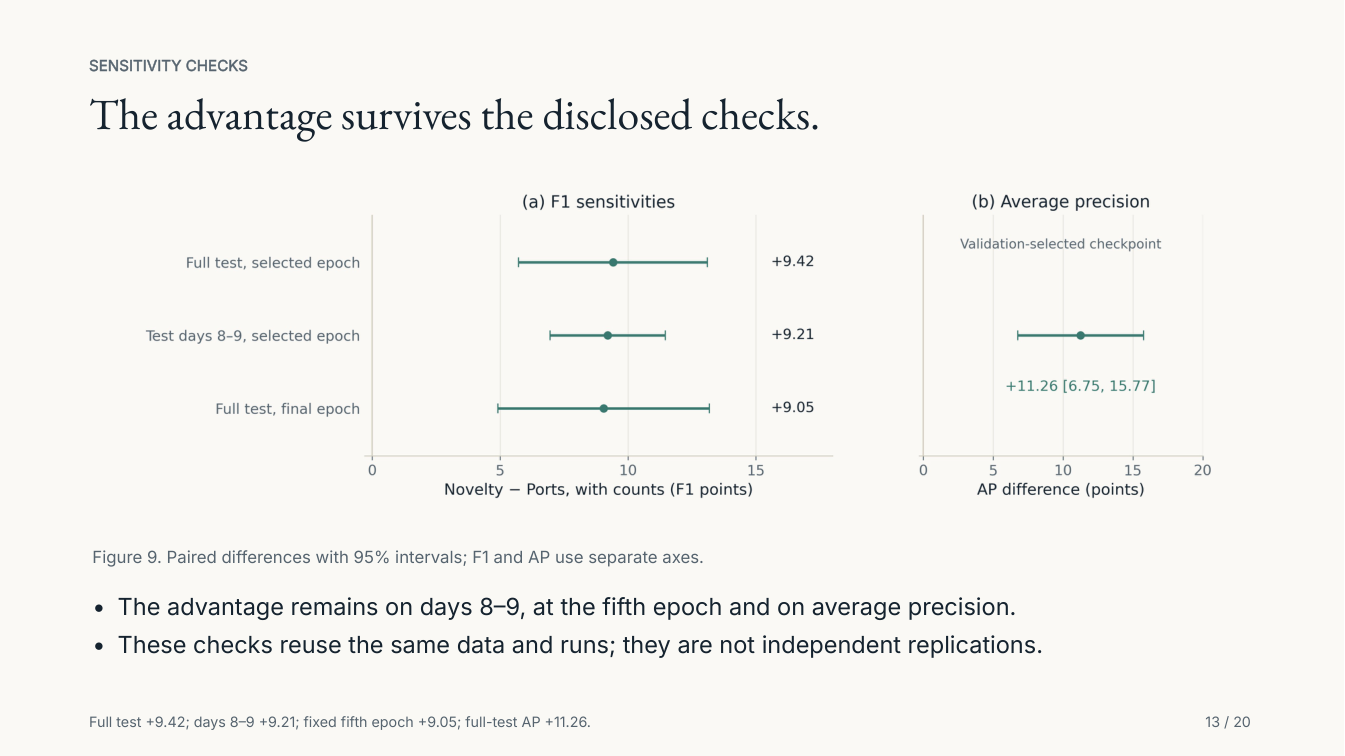 SENSITIVITY CHECKS
The advantage survives the disclosed checks.
(a) F1 sensitivities
Full test, selected epoch
+9.42
Test days 8–9, selected epoch
+9.21
Full test, final epoch
+9.05
0 5 10 15
Novelty − Ports, with counts (F1 points)
(b) Average precision
Validation-selected checkpoint
+11.26 [6.75, 15.77]
0 5 10 15 20
AP difference (points)
Figure 9. Paired differences with 95% intervals; F1 and AP use separate axes.
• The advantage remains on days 8–9, at the fifth epoch and on average precision.
• These checks reuse the same data and runs; they are not independent replications.
Full test +9.42; days 8–9 +9.21; fixed fifth epoch +9.05; full-test AP +11.26.
13 / 20